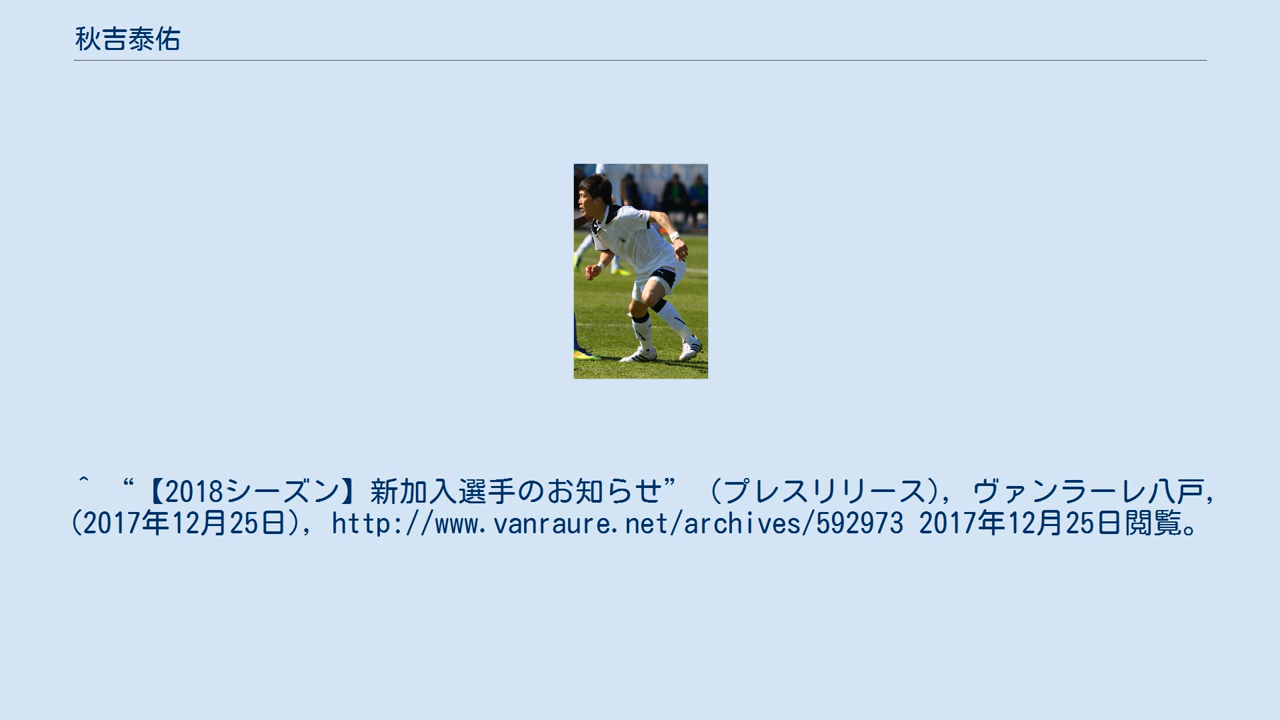 秋吉泰佑
^ “【2018シーズン】新加入選手のお知らせ” (プレスリリース), ヴァンラーレ八戸,
(2017年12月25日), http://www.vanraure.net/archives/592973 2017年12月25日閲覧。